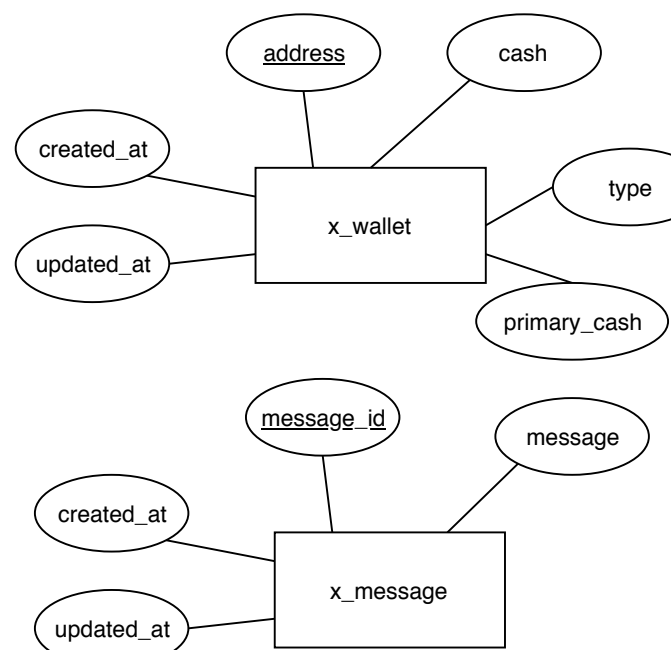 address
cash
created_at
type
x_wallet
updated_at
primary_cash
message_id
message
created_at
x_message
updated_at